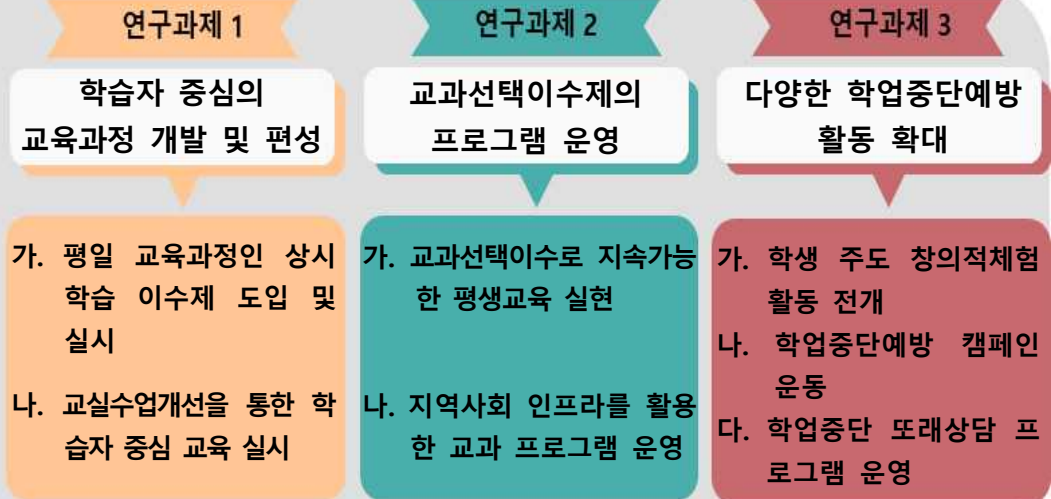 연구과제 1
학습자 중심의
교육과정 개발 및 편성
가. 평일 교육과정인 상시
학습 이수제 도입 및
실시
나. 교실수업개선을 통한 학
습자 중심 교육 실시
연구과제 2
교과선택이수제의
프로그램 운영
가. 교과선택이수로 지속가능
한 평생교육 실현
나. 지역사회 인프라를 활용
한 교과 프로그램 운영
연구과제 3
다양한 학업중단예방
활동 확대
가. 학생 주도 창의적체험
활동 전개
나. 학업중단예방 캠페인
운동
다. 학업중단 또래상담 프
로그램 운영